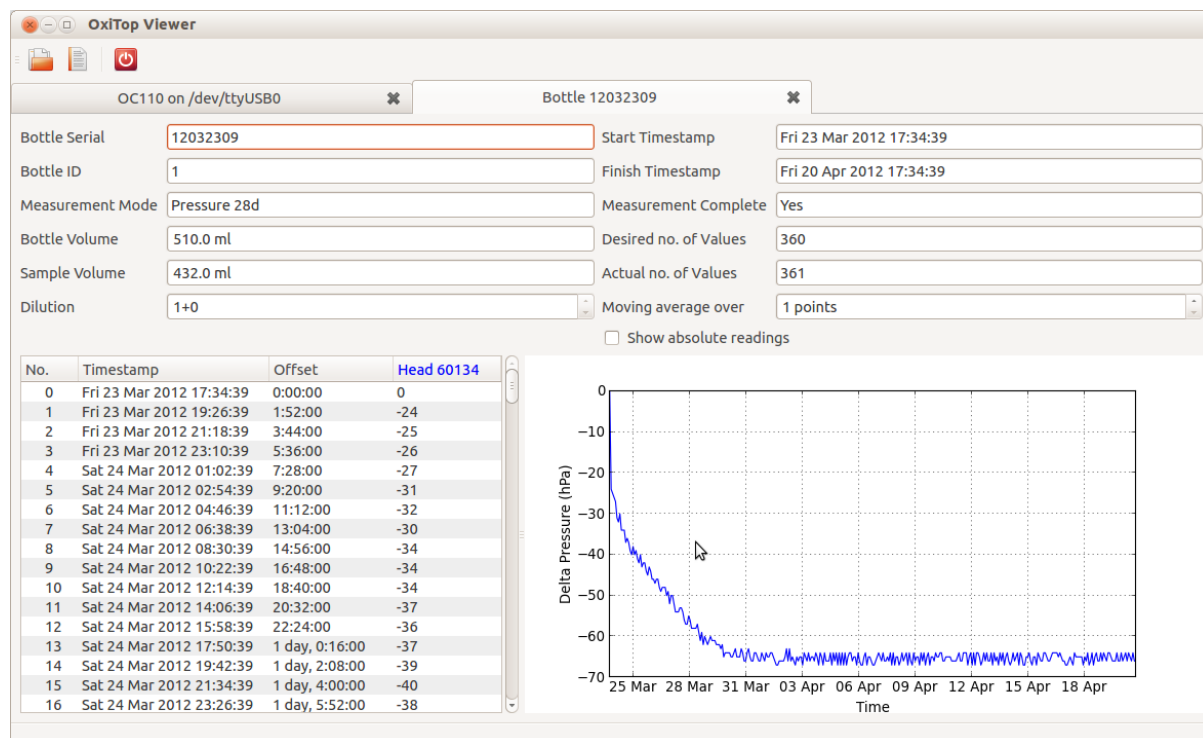 OxiTop Viewer
OC110 on /dev/ttyUSB0
Bottle 12032309
Bottle Serial 12032309 Start Timestamp Fri 23 Mar 2012 17:34:39
Bottle ID 1 Finish Timestamp Fri 20 Apr 2012 17:34:39
Measurement Mode Pressure 28d Measurement Complete Yes
Bottle Volume 510.0 ml Desired no. of Values 360
Sample Volume 432.0 ml Actual no. of Values 361
Dilution 1+0 Moving average over 1 points
Show absolute readings
No. Timestamp Offset Head 60134
0 Fri 23 Mar 2012 17:34:39 0:00:00 0
1 Fri 23 Mar 2012 19:26:39 1:52:00 -24
2 Fri 23 Mar 2012 21:18:39 3:44:00 -25
3 Fri 23 Mar 2012 23:10:39 5:36:00 -26
4 Sat 24 Mar 2012 01:02:39 7:28:00 -27
5 Sat 24 Mar 2012 02:54:39 9:20:00 -31
6 Sat 24 Mar 2012 04:46:39 11:12:00 -32
7 Sat 24 Mar 2012 06:38:39 13:04:00 -30
8 Sat 24 Mar 2012 08:30:39 14:56:00 -34
9 Sat 24 Mar 2012 10:22:39 16:48:00 -34
10 Sat 24 Mar 2012 12:14:39 18:40:00 -34
11 Sat 24 Mar 2012 14:06:39 20:32:00 -37
12 Sat 24 Mar 2012 15:58:39 22:24:00 -36
13 Sat 24 Mar 2012 17:50:39 1 day, 0:16:00 -37
14 Sat 24 Mar 2012 19:42:39 1 day, 2:08:00 -39
15 Sat 24 Mar 2012 21:34:39 1 day, 4:00:00 -40
16 Sat 24 Mar 2012 23:26:39 1 day, 5:52:00 -38
Delta Pressure (hPa)
0
−10
−20
−30
−40
−50
−60
−70
25 Mar 28 Mar 31 Mar 03 Apr 06 Apr 09 Apr 12 Apr 15 Apr 18 Apr
Time